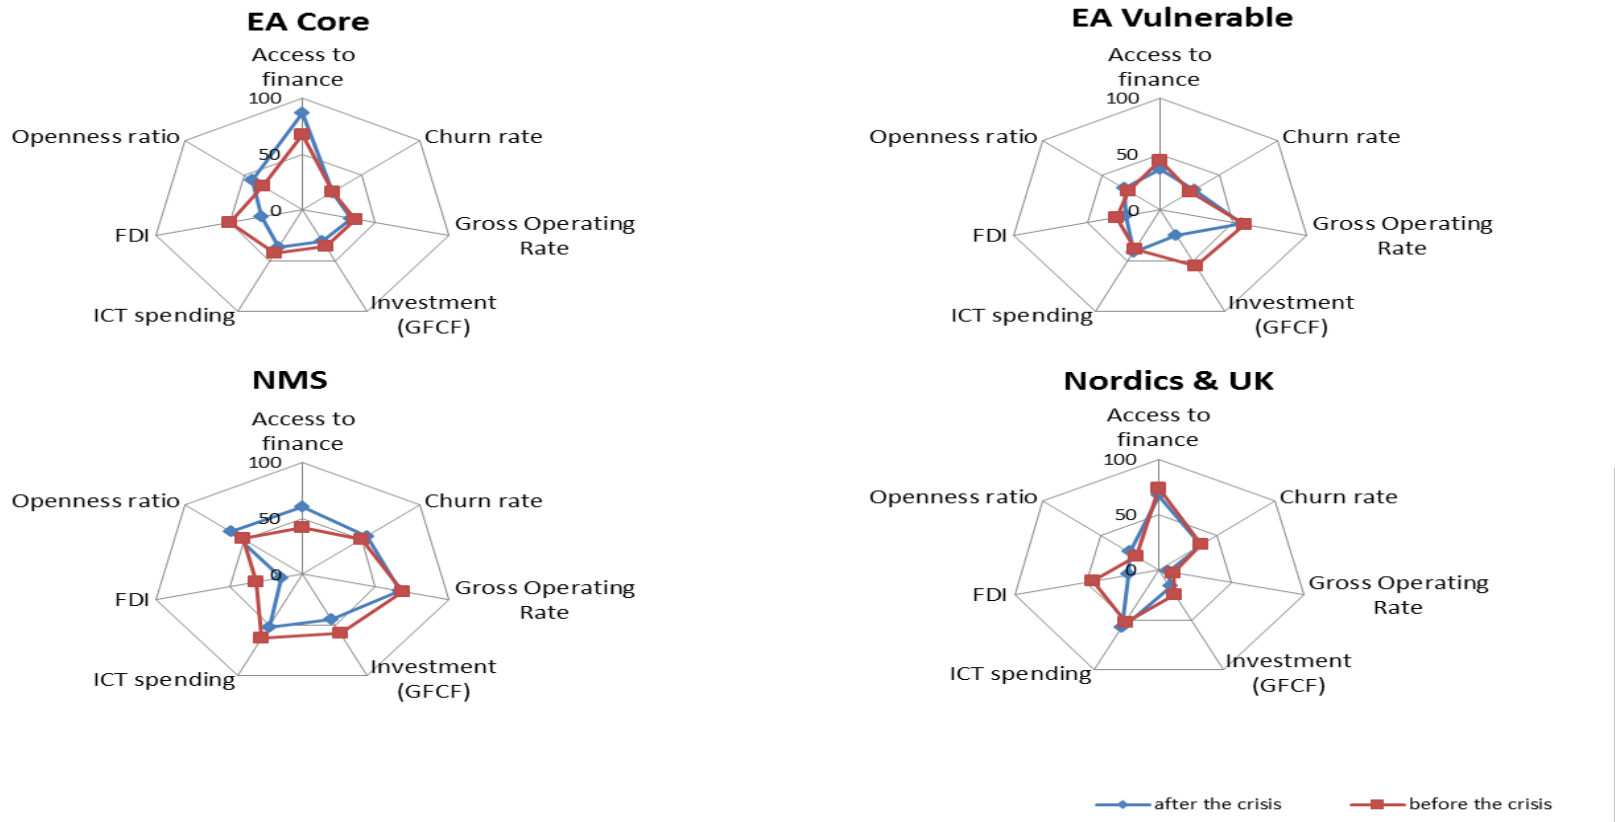 EA Core
Access to
finance
100
Openness ratio
Churn rate
50
0
FDI
Gross Operating
Rate
ICT spending
Investment
(GFCF)
EA Vulnerable
Access to
finance
100
Openness ratio
Churn rate
50
0
FDI
Gross Operating
Rate
ICT spending
Investment
(GFCF)
NMS
Access to
finance
100
Openness ratio
Churn rate
50
0
FDI
Gross Operating
Rate
ICT spending
Investment
(GFCF)
Nordics & UK
Access to
finance
100
Openness ratio
Churn rate
50
0
FDI
Gross Operating
Rate
ICT spending
Investment
(GFCF)
after the crisis
before the crisis